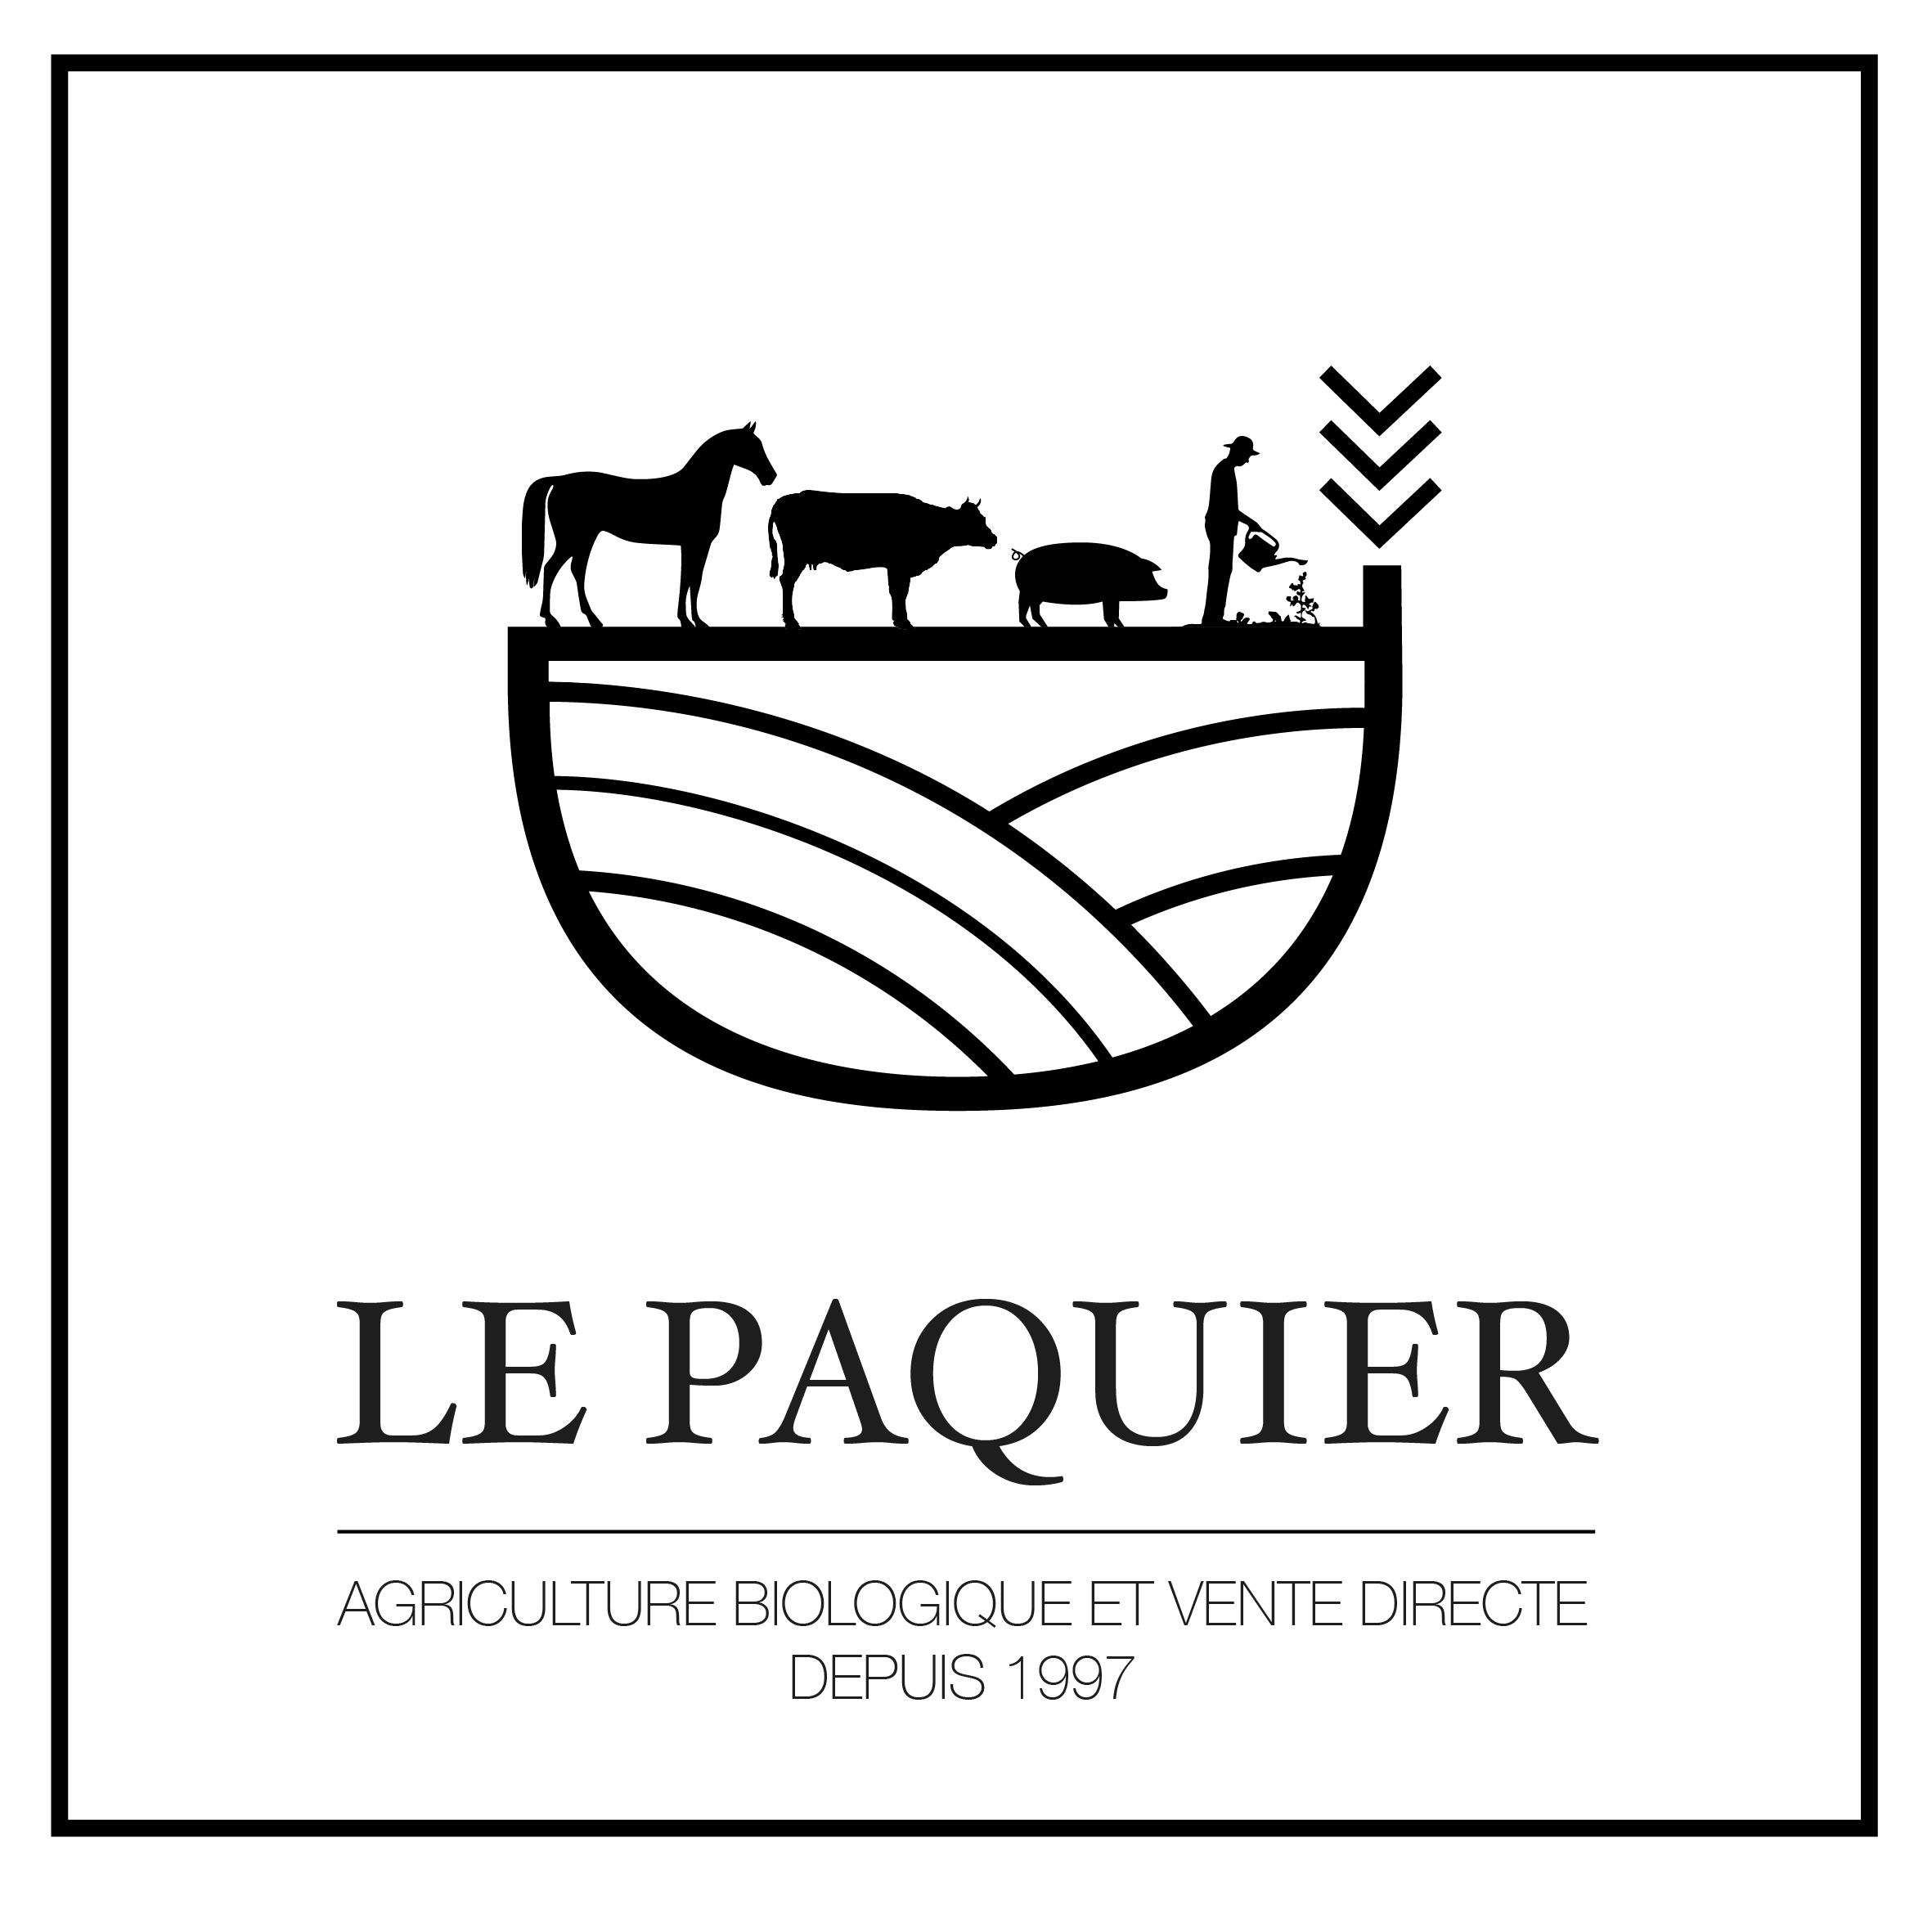 LE PAQUIER
AGRICULTURE BIOLOGIQUE ET VENTE DIRECTE
DEPUIS 1997